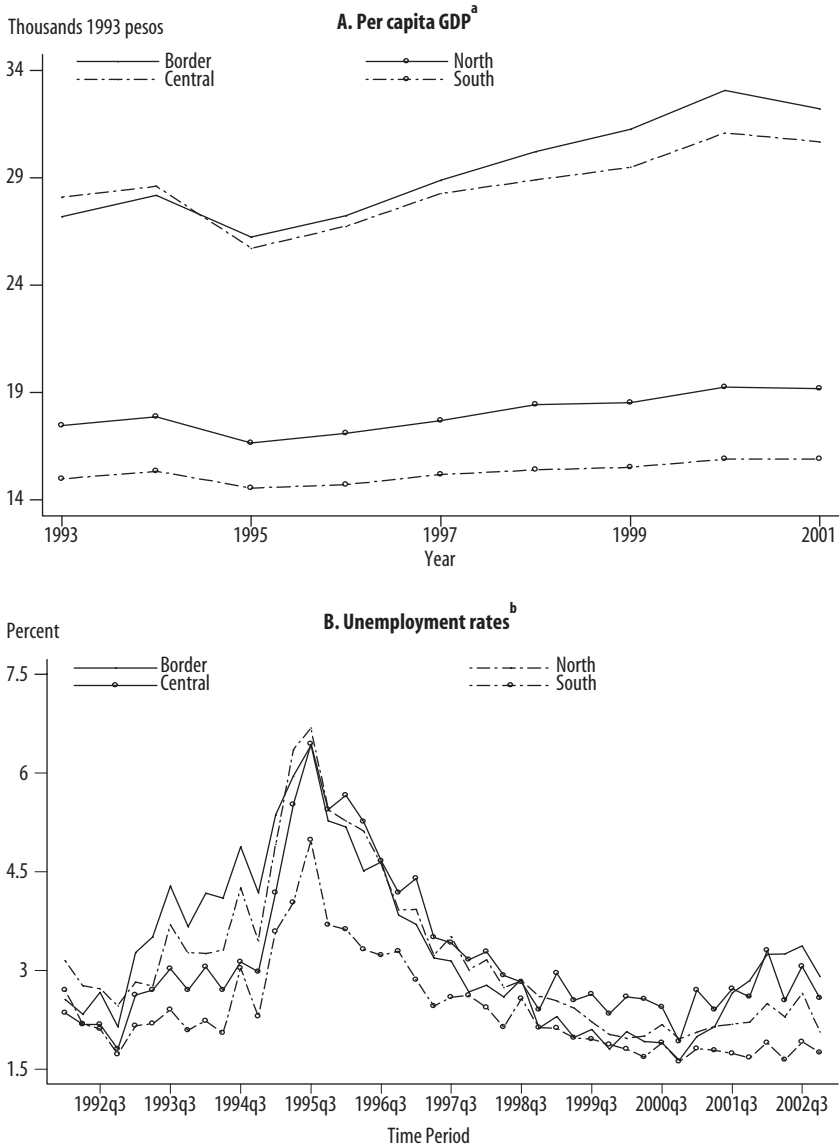 A. Per capita GDPa
Thousands 1993 pesos
Border North
Central South
34
29
24
19
14
1993 1995 1997 1999 2001
Year
B. Unemployment ratesb
Percent
Border North
Central South
7.5
6
4.5
3
1.5
1992q3 1993q3 1994q3 1995q3 1996q3 1997q3 1998q3 1999q3 2000q3 2001q3 2002q3
Time Period